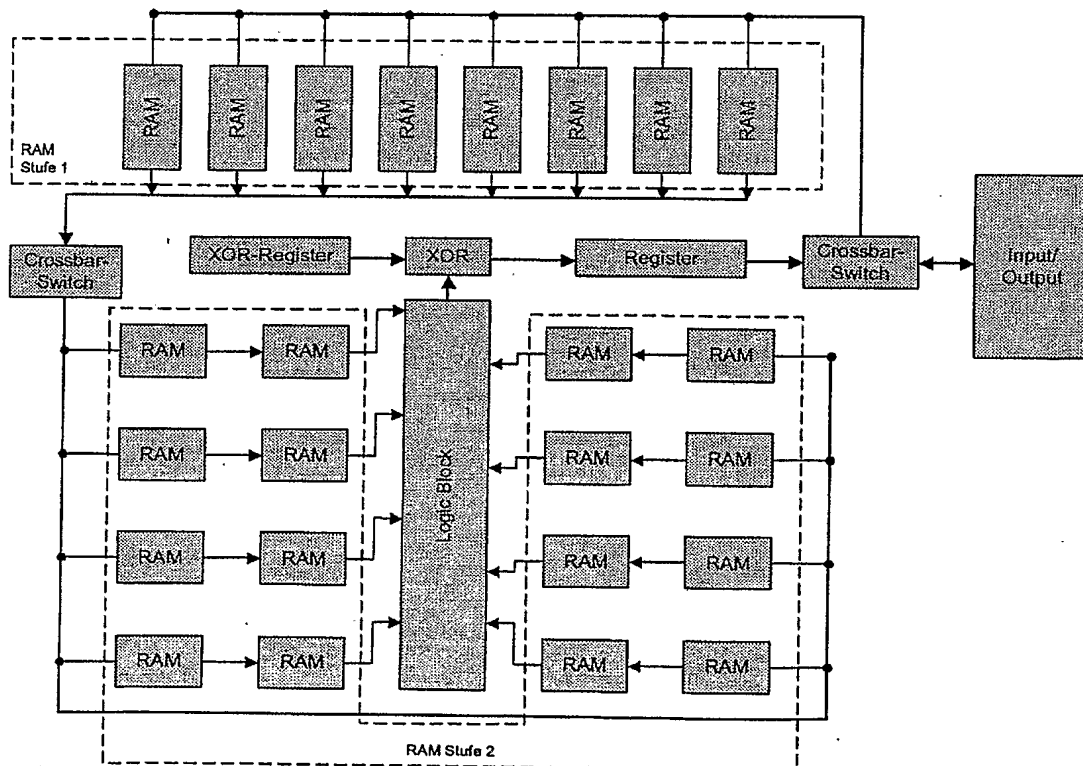 RAM RAM RAM RAM RAM RAM RAM RAM
RAM
Stufe 1
Crossbar-
Switch
XOR-Register
XOR
Register
Crossbar-
Switch
Input/
Output
RAM RAM
RAM RAM
RAM RAM
RAM RAM
Logic Block
RAM RAM
RAM RAM
RAM RAM
RAM RAM
RAM Stufe 2